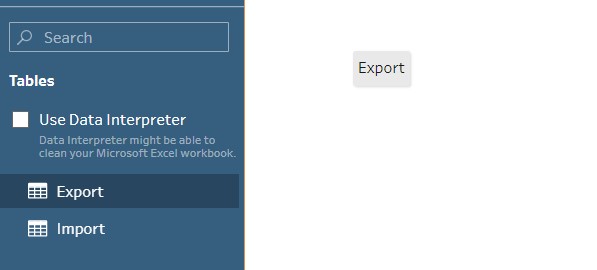 Search
Tables
Use Data Interpreter
Data Interpreter might be able to
clean your Microsoft Excel workbook.
Export
Import
Export